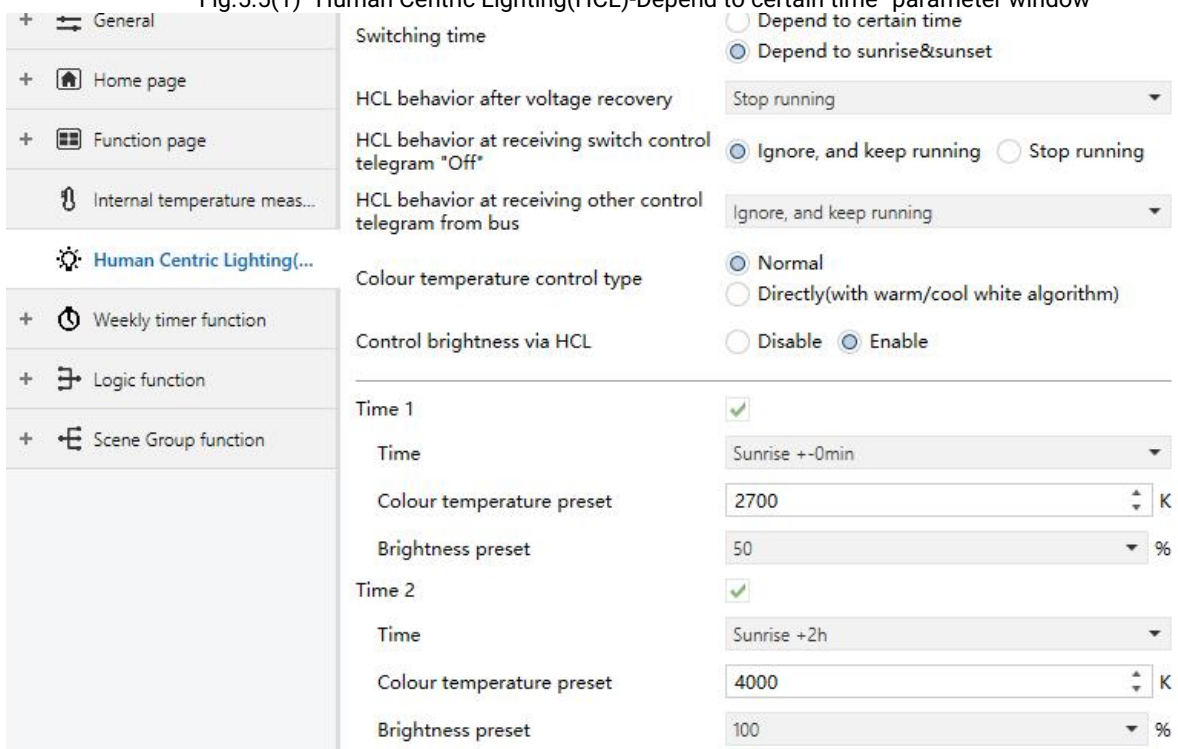 Fig.5.5(1) "Human Centric Lighting(HCL)-Depend to certain time" parameter window
+ General
+ Home page
+ Function page
Internal temperature meas...
Human Centric Lighting(...
+ Weekly timer function
+ Logic function
+ Scene Group function
Switching time
Depend to certain time
Depend to sunrise&sunset
HCL behavior after voltage recovery
Stop running
HCL behavior at receiving switch control
telegram "Off"
Ignore, and keep running Stop running
HCL behavior at receiving other control
telegram from bus
Ignore, and keep running
Colour temperature control type
Normal
Directly(with warm/cool white algorithm)
Control brightness via HCL
Disable Enable
Time 1
Time
Sunrise +-0min
Colour temperature preset
2700 K
Brightness preset
50 %
Time 2
Time
Sunrise +2h
Colour temperature preset
4000 K
Brightness preset
100 %